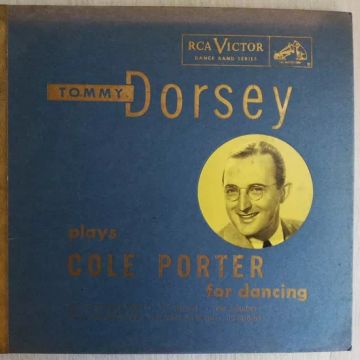 RCA VICTOR
DANCE BAND SERIES
TOMMY
Dorsey
plays
COLE PORTER
for dancing